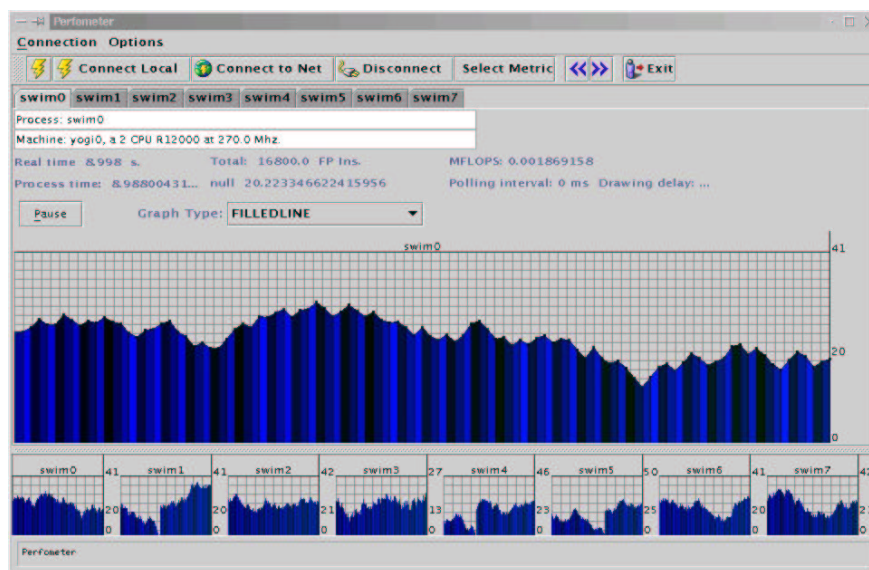 Perfometer
Connection Options
Connect Local Connect to Net Disconnect Select Metric Exit
swim0 swim1 swim2 swim3 swim4 swim5 swim6 swim7
Process: swim0
Machine: yogi0, a 2 CPU R12000 at 270.0 Mhz.
Real time 8.998 s. Total: 16800.0 FP Ins. MFLOPS: 0.001869158
Process time: 8.98800431... null 20.223346622415956 Polling interval: 0 ms Drawing delay: ...
Pause Graph Type: FILLEDLINE
swim0 41
20
0
swim0 41 swim1 41 swim2 42 swim3 27 swim4 46 swim5 50 swim6 41 swim7
20 20 21 13 23 25 20
0 0 0 0 0 0 0
Perfometer